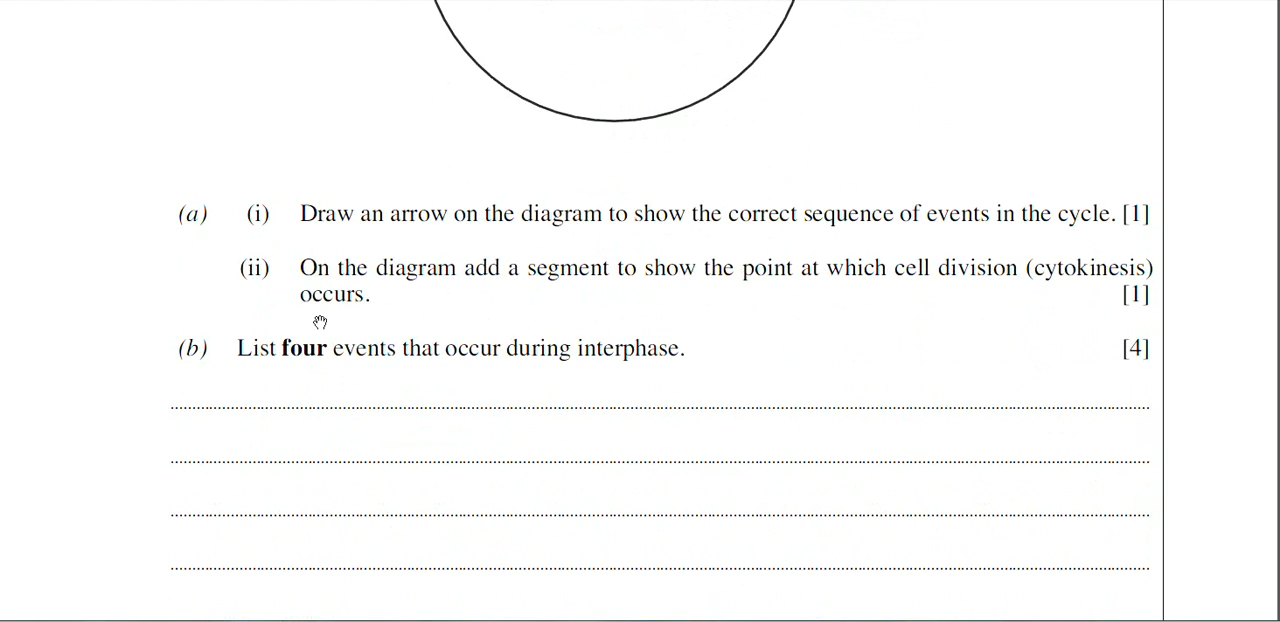 (a) (i) Draw an arrow on the diagram to show the correct sequence of events in the cycle. [1]
(ii) On the diagram add a segment to show the point at which cell division (cytokinesis)
occurs. [1]
(b) List four events that occur during interphase. [4]